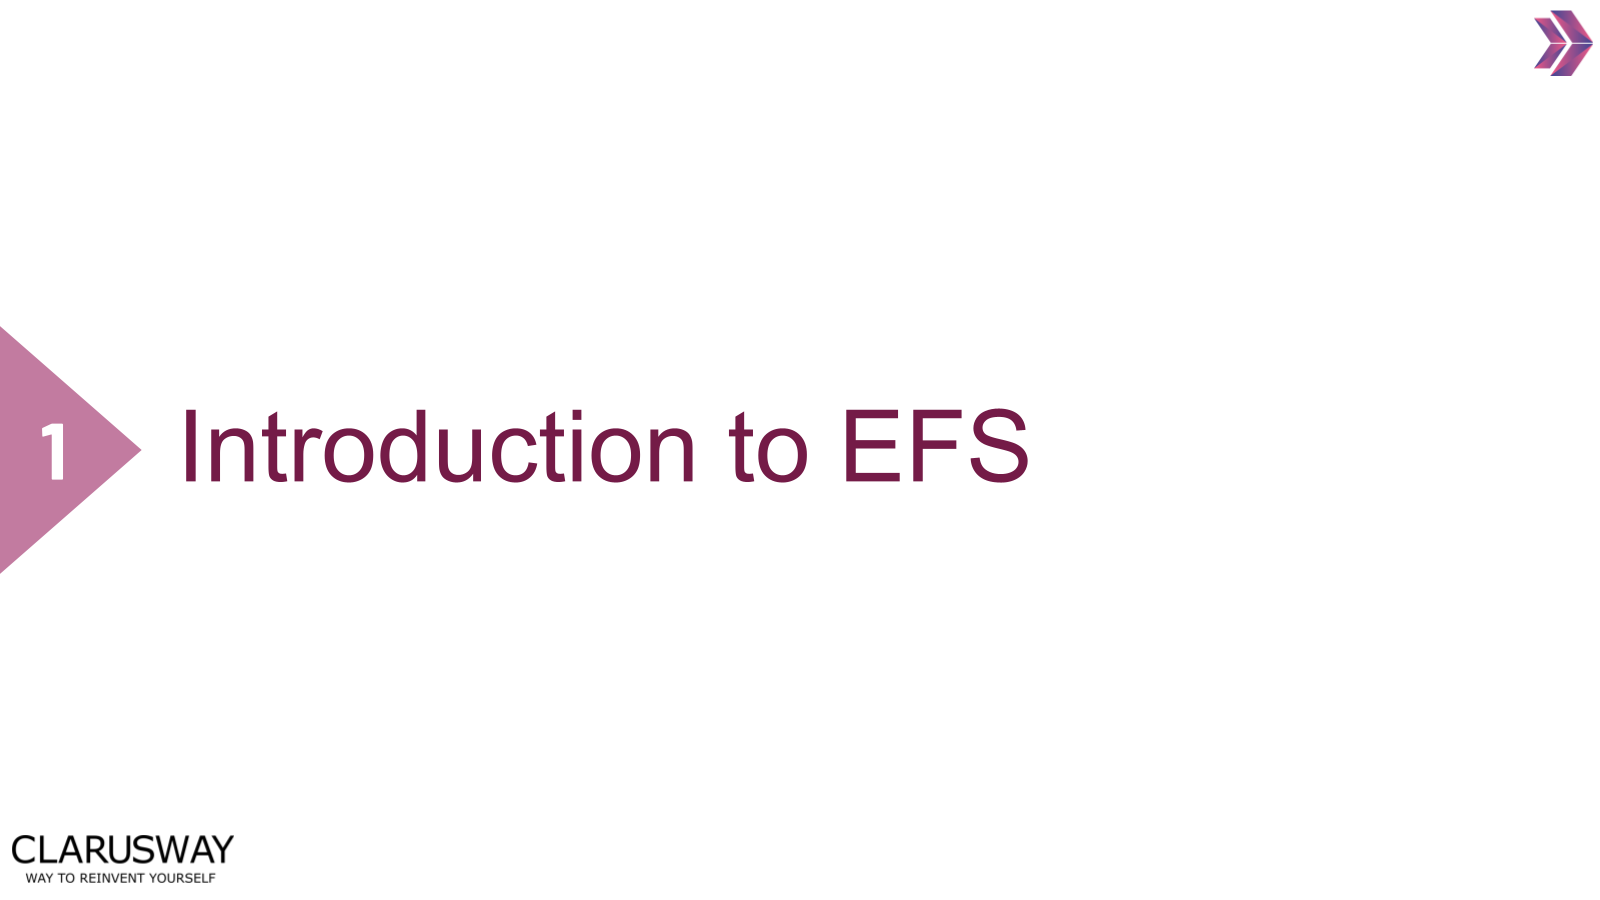 1
Introduction to EFS
CLARUSWAY
WAY TO REINVENT YOURSELF